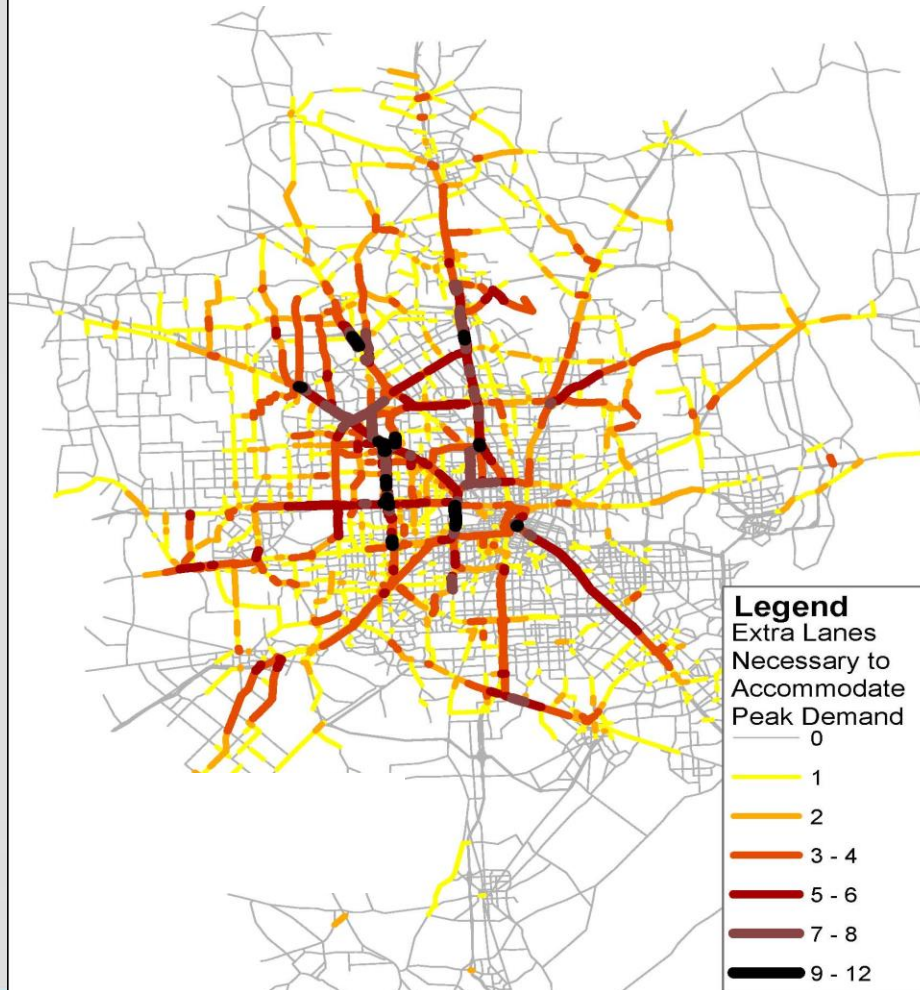 Legend
Extra Lanes
Necessary to
Accommodate
Peak Demand
0
1
2
3 - 4
5 - 6
7 - 8
9 - 12